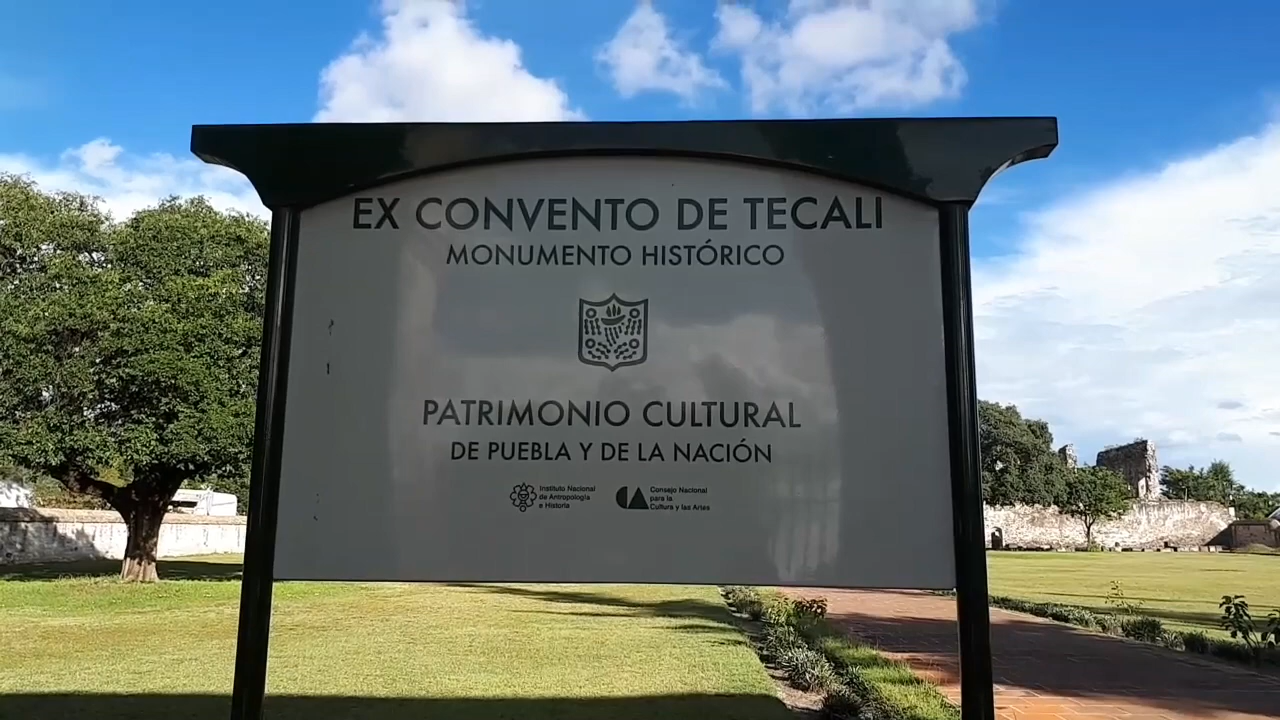 EX CONVENTO DE TECALI
MONUMENTO HISTÓRICO
PATRIMONIO CULTURAL
DE PUEBLA Y DE LA NACIÓN
Instituto Nacional
de Antropología
e Historia
Consejo Nacional
para la
Cultura y las Artes